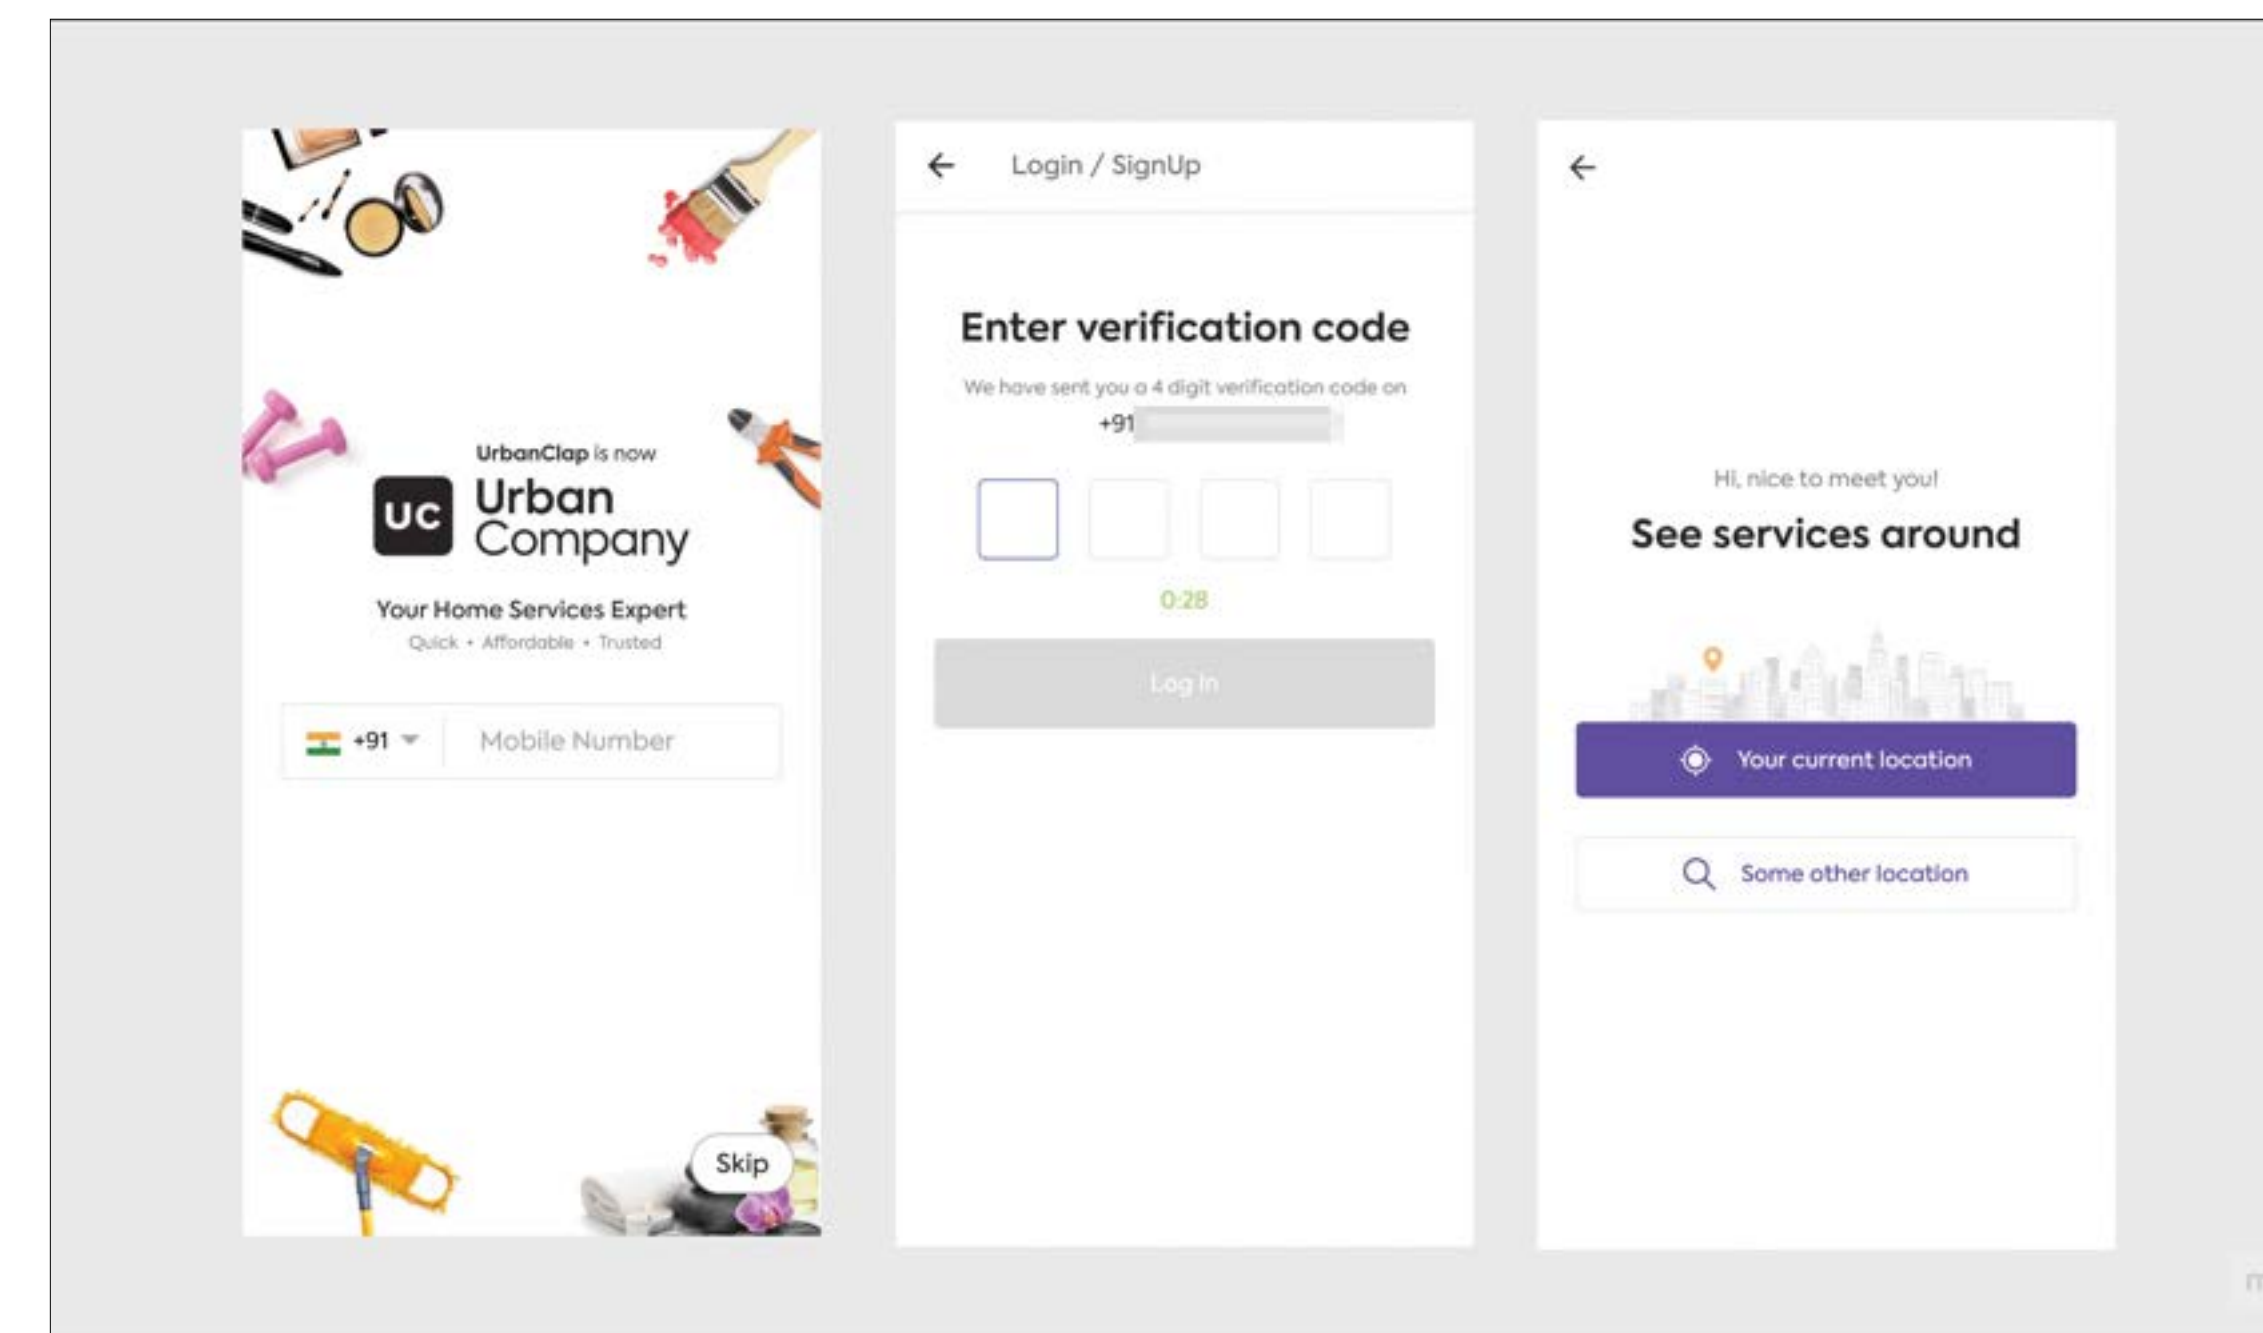 UrbanClap is now
UC
Urban
Company
Your Home Services Expert
Quick • Affordable • Trusted
+91
Mobile Number
Skip
Login / SignUp
Enter verification code
We have sent you a 4 digit verification code on
+91
0:28
Log In
Hi, nice to meet you!
See services around
Your current location
Some other location